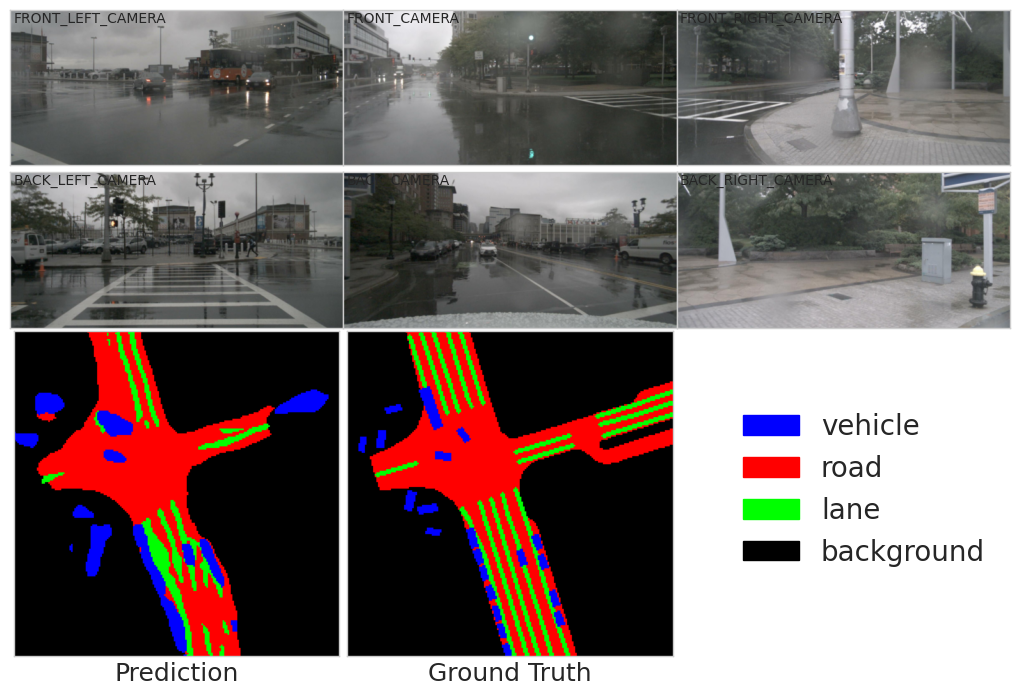 FRONT_LEFT_CAMERA
FRONT_CAMERA
FRONT_RIGHT_CAMERA
BACK_LEFT_CAMERA
CAMERA
BACK_RIGHT_CAMERA
vehicle
road
lane
background
Prediction
Ground Truth